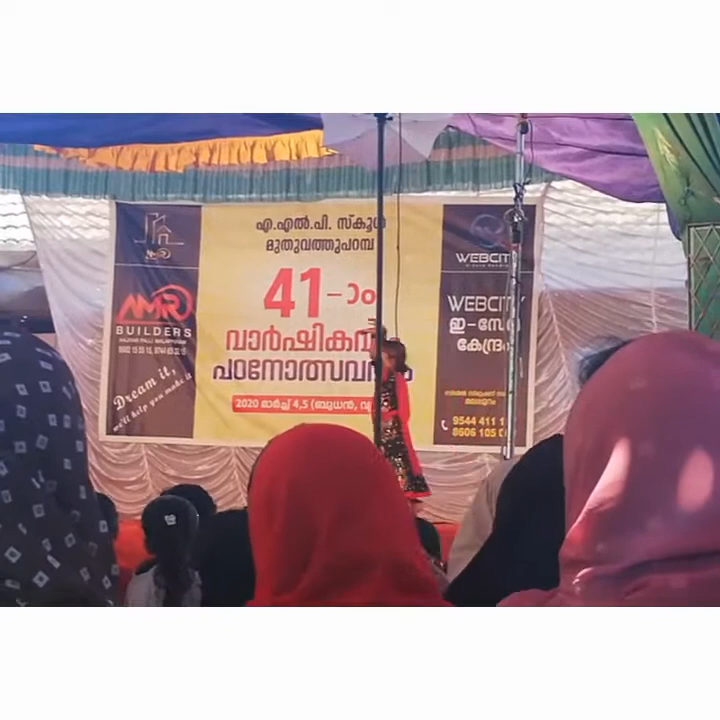 എ.എൽ.പി. സ്കൂൾ
മുതുവത്തൂപറമ്പ
41-ാം
വാർഷികവും
പഠനോത്സവവും
2020 മാർച്ച് 4,5 (ബുധൻ,
AMR
BUILDERS
Dream it,
we'll help you make it
WEBCITY
WEBCITY
ഇ-സേവ
കേന്ദ്രം
9544 411
8606 105